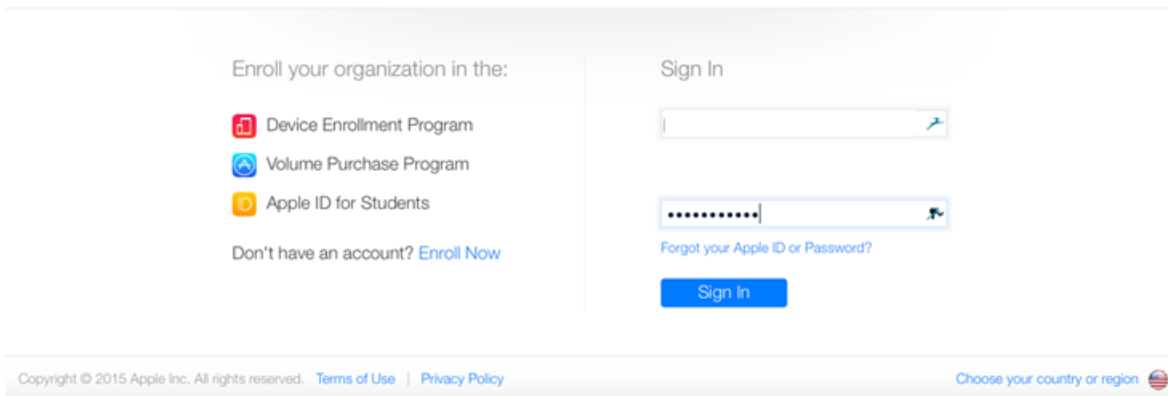 Enroll your organization in the:
Device Enrollment Program
Volume Purchase Program
Apple ID for Students
Don't have an account? Enroll Now
Sign In
•••••••••••
Forgot your Apple ID or Password?
Sign In
Copyright © 2015 Apple Inc. All rights reserved. Terms of Use | Privacy Policy
Choose your country or region